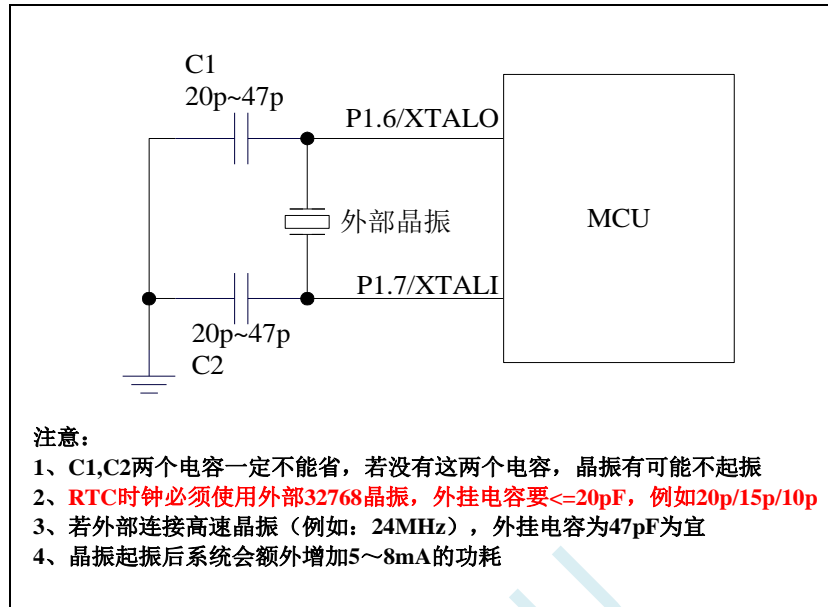 C1
20p~47p
P1.6/XTALO
外部晶振
MCU
P1.7/XTALI
20p~47p
C2
注意：
1、C1,C2两个电容一定不能省，若没有这两个电容，晶振有可能不起振
2、RTC时钟必须使用外部32768晶振，外挂电容要<=20pF，例如20p/15p/10p
3、若外部连接高速晶振（例如：24MHz），外挂电容为47pF为宜
4、晶振起振后系统会额外增加5～8mA的功耗